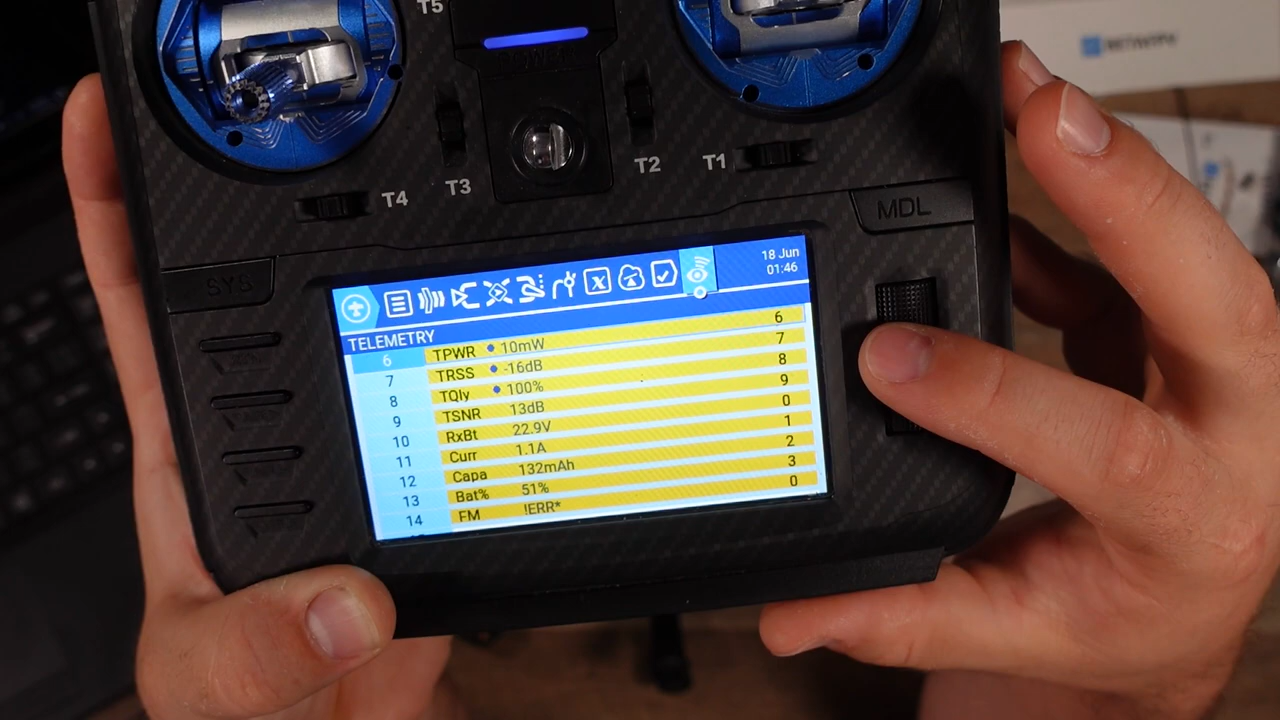 T5
POWER
T4
T3
T2
T1
MDL
SYS
18 Jun
01:46
TELEMETRY
6 TPWR 10mW 6
7 TRSS -16dB 7
8 TQly 100% 8
9 TSNR 13dB 9
10 RxBt 22.9V 0
11 Curr 1.1A 1
12 Capa 132mAh 2
13 Bat% 51% 3
14 FM !ERR* 0